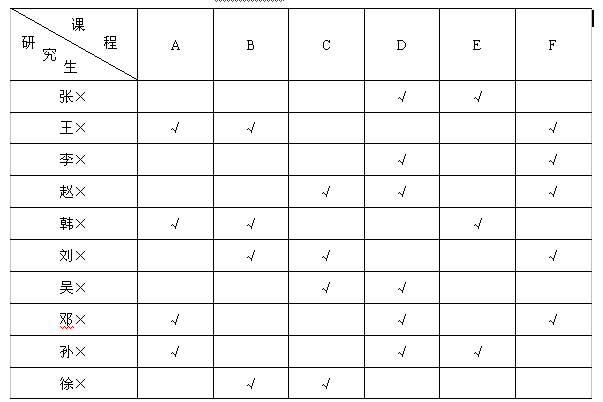 课程
研究生
A B C D E F
张× √ √
王× √ √ √
李× √ √
赵× √ √ √
韩× √ √ √
刘× √ √ √
吴× √ √
邓× √ √ √
孙× √ √ √
徐× √ √